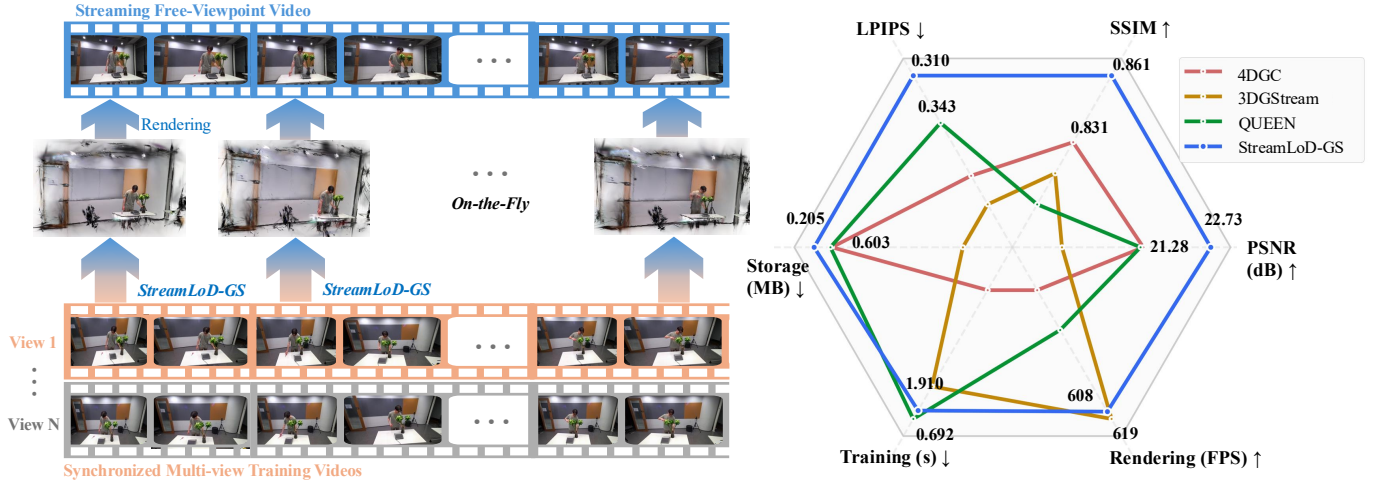 Streaming Free-Viewpoint Video
Rendering
On-the-Fly
StreamLoD-GS
StreamLoD-GS
View 1
View N
Synchronized Multi-view Training Videos
LPIPS ↓
SSIM ↑
0.310
0.861
0.343
0.831
4DGC
3DGStream
QUEEN
StreamLoD-GS
0.205
0.603
22.73
21.28
Storage
(MB) ↓
PSNR
(dB) ↑
1.910
608
0.692
619
Training (s) ↓
Rendering (FPS) ↑